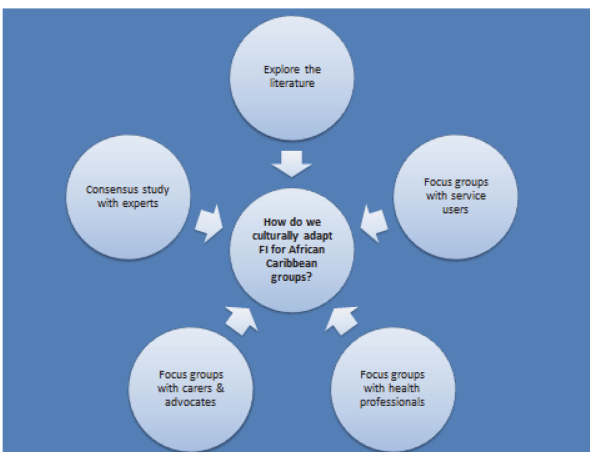 Explore the
literature
Focus groups
with service
users
Focus groups
with health
professionals
Focus groups
with carers &
advocates
Consensus study
with experts
How do we
culturally adapt
FI for African
Caribbean
groups?